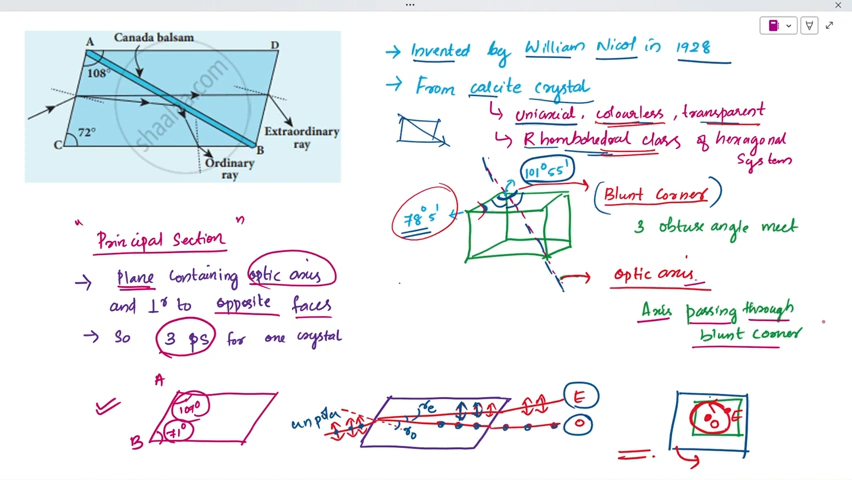 Canada balsam
A
D
108°
72°
C
B
Extraordinary
ray
Ordinary
ray
shaalaa.com
→ Invented by William Nicol in 1928
→ From calcite crystal
↳ uniaxial, colourless, transparent
↳ Rhombohedral class of hexagonal
system
101°55'
78°5'
(Blunt Corner)
3 obtuse angle meet
optic axis.
Axis passing through
blunt corner
"Principal Section"
→ Plane containing optic axis
and ⊥r to opposite faces
→ So 3 PS for one crystal
A
109°
71°
B
unpola
re
ro
E
O
E
O